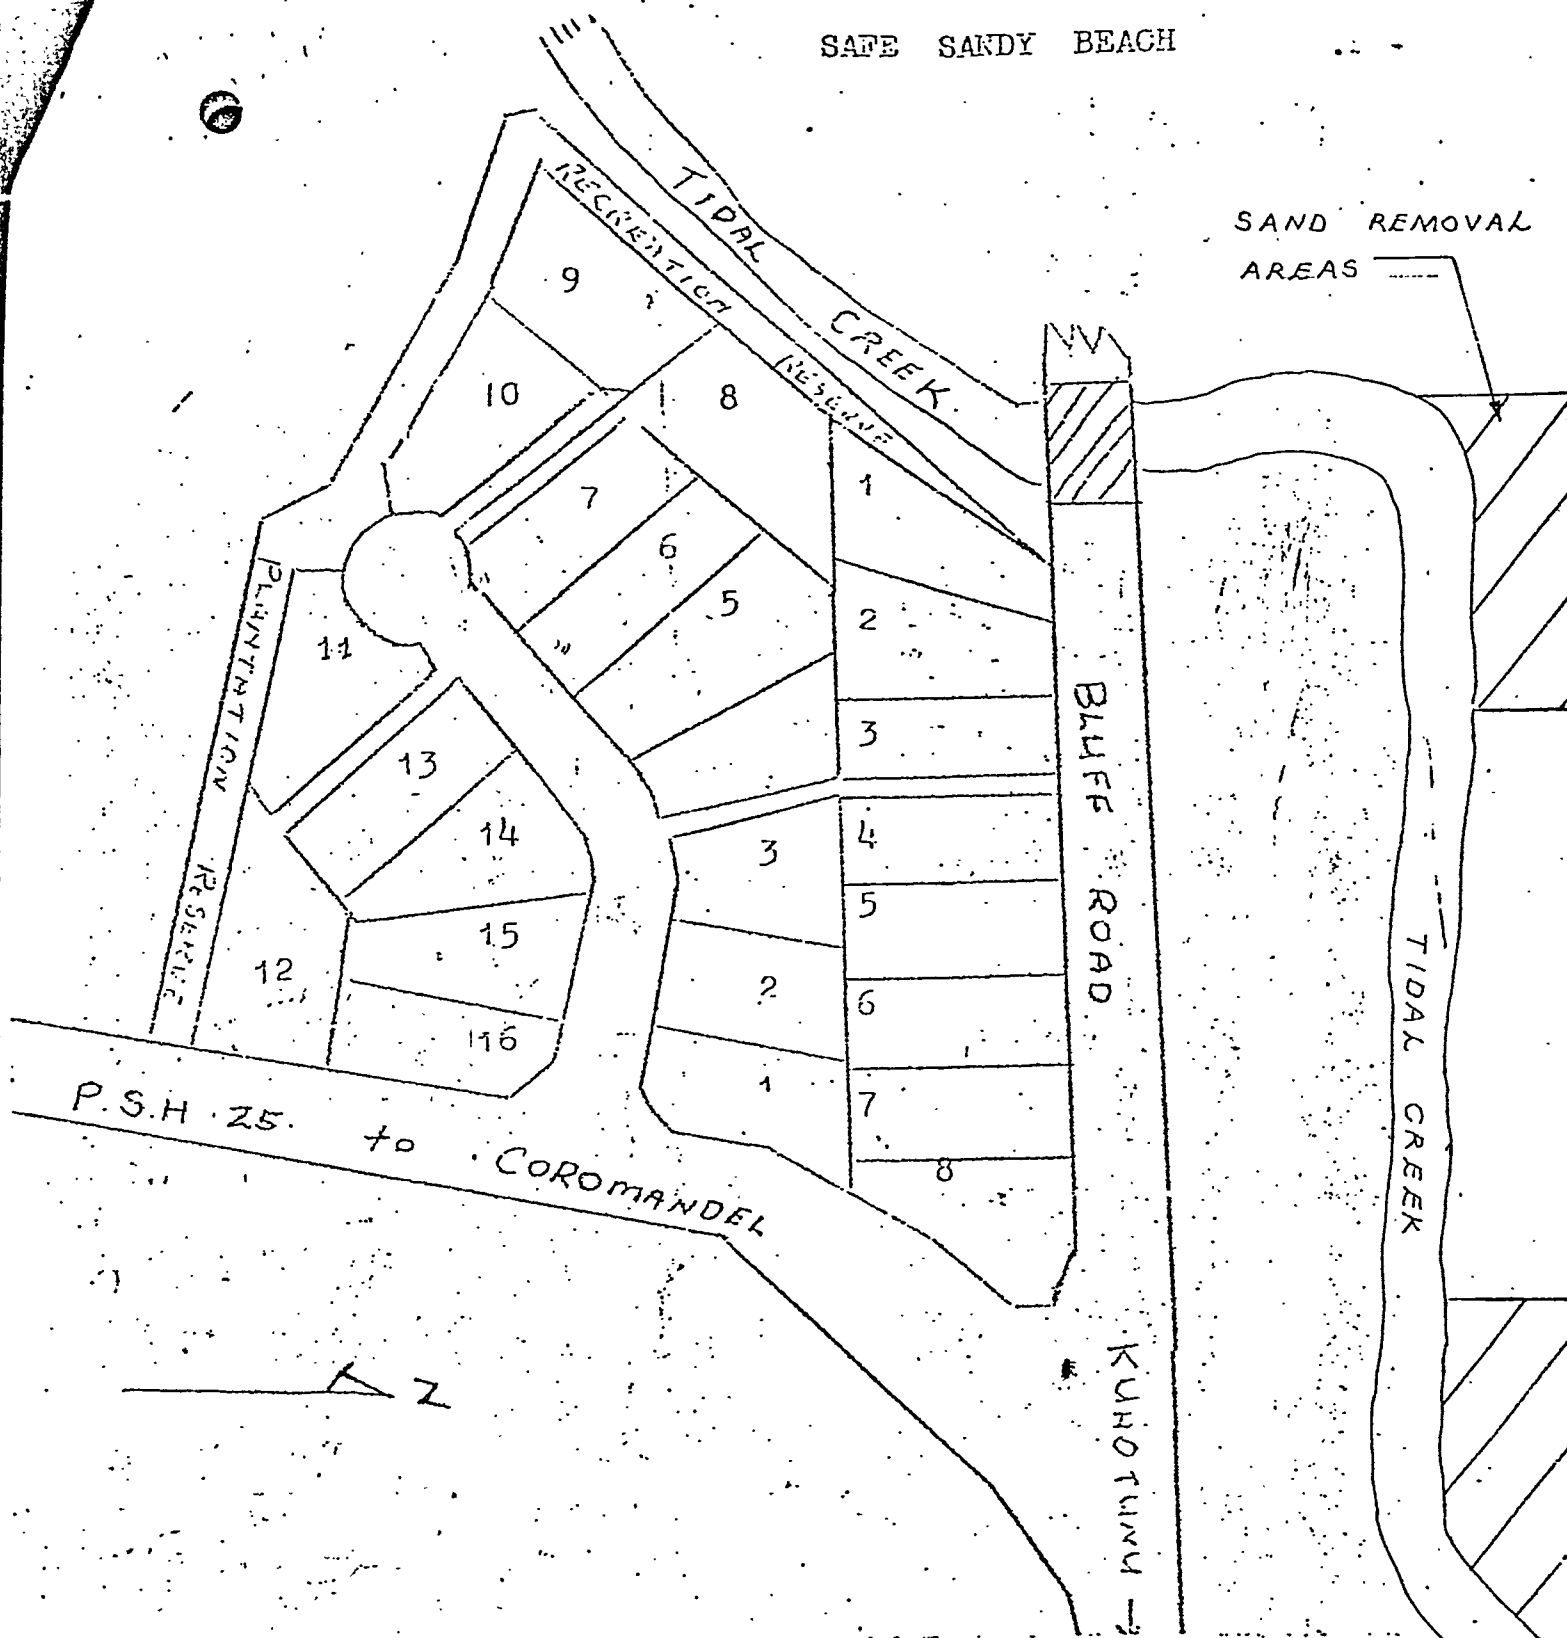 SAFE SANDY BEACH
SAND REMOVAL
AREAS
TIDAL CREEK
RECREATION RESERVE
9
10
8
7
6
5
1
2
3
4
5
6
7
8
11
13
14
15
12
16
3
2
1
PLANTATION RESERVE
BLUFF ROAD
TIDAL CREEK
P.S.H. 25. to COROMANDEL
KUAOTUNU
N